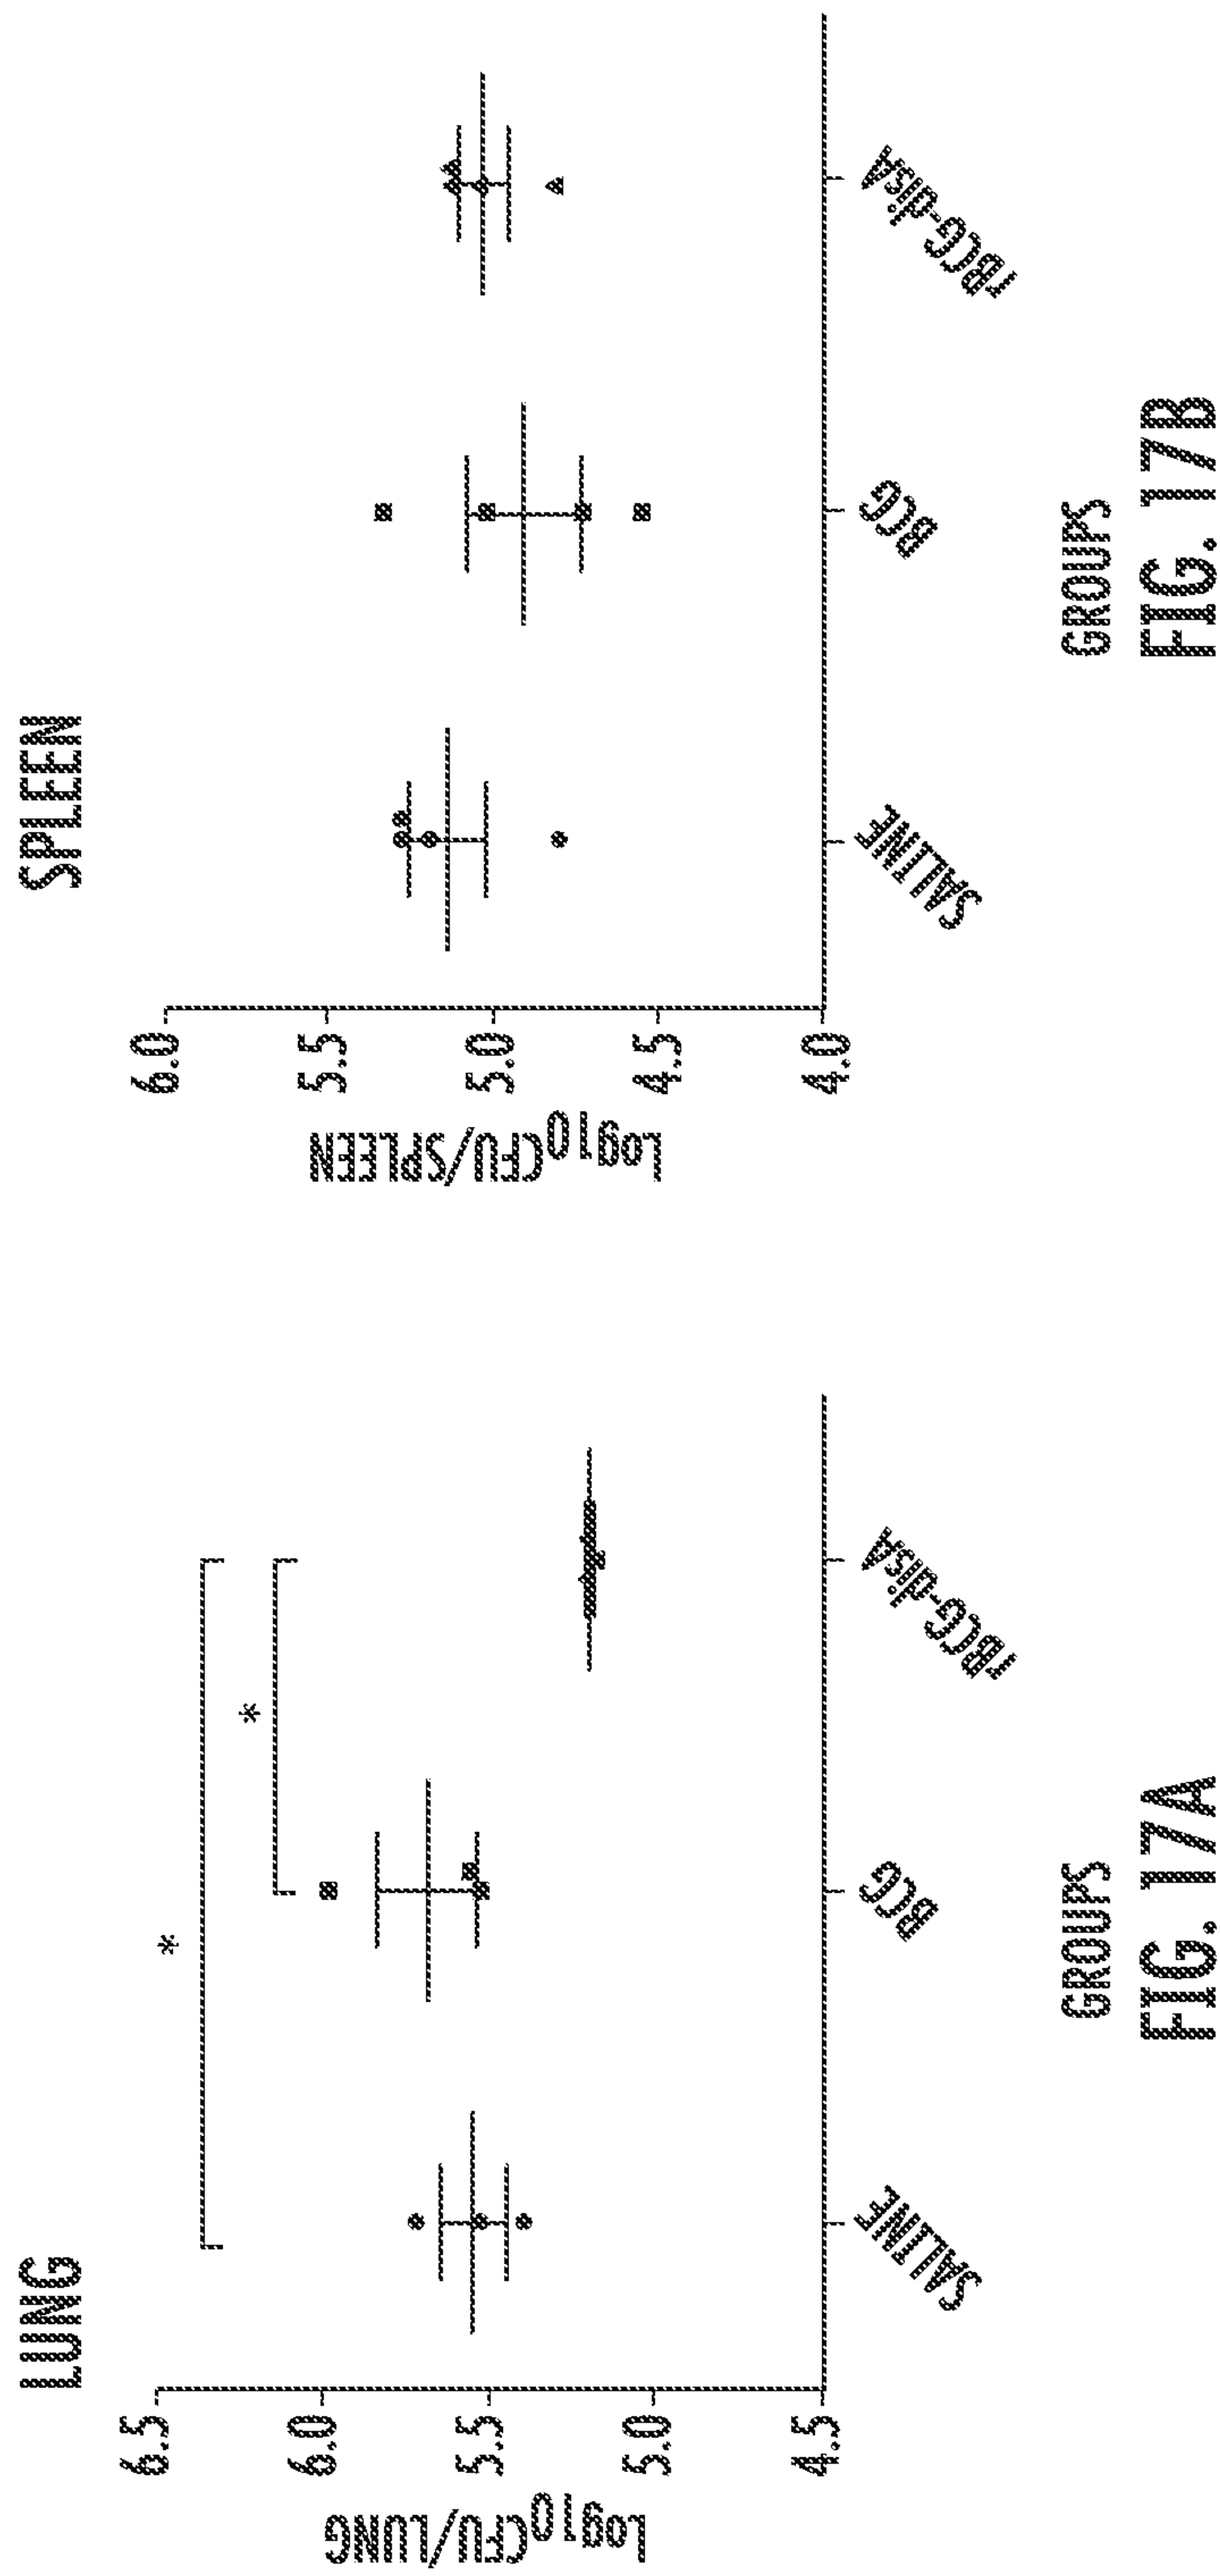 LUNG
Log10CFU/LUNG
6.5
6.0
5.5
5.0
4.5
*
*
SALINE
BCG
rBCG-disA
GROUPS
FIG. 17A
SPLEEN
Log10CFU/SPLEEN
6.0
5.5
5.0
4.5
4.0
SALINE
BCG
rBCG-disA
GROUPS
FIG. 17B